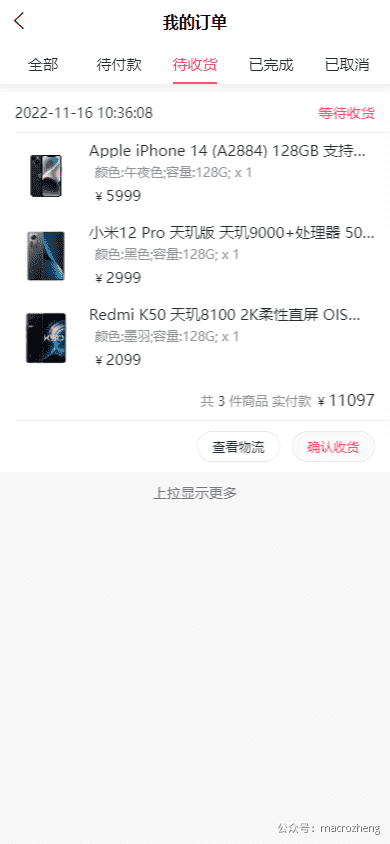 我的订单
全部 待付款 待收货 已完成 已取消
2022-11-16 10:36:08 等待收货
Apple iPhone 14 (A2884) 128GB 支持...
颜色:午夜色;容量:128G; x 1
¥ 5999
小米12 Pro 天玑版 天玑9000+处理器 50...
颜色:黑色;容量:128G; x 1
¥ 2999
Redmi K50 天玑8100 2K柔性直屏 OIS...
颜色:墨羽;容量:128G; x 1
¥ 2099
共 3 件商品 实付款 ¥ 11097
查看物流 确认收货
上拉显示更多
公众号：macrozheng